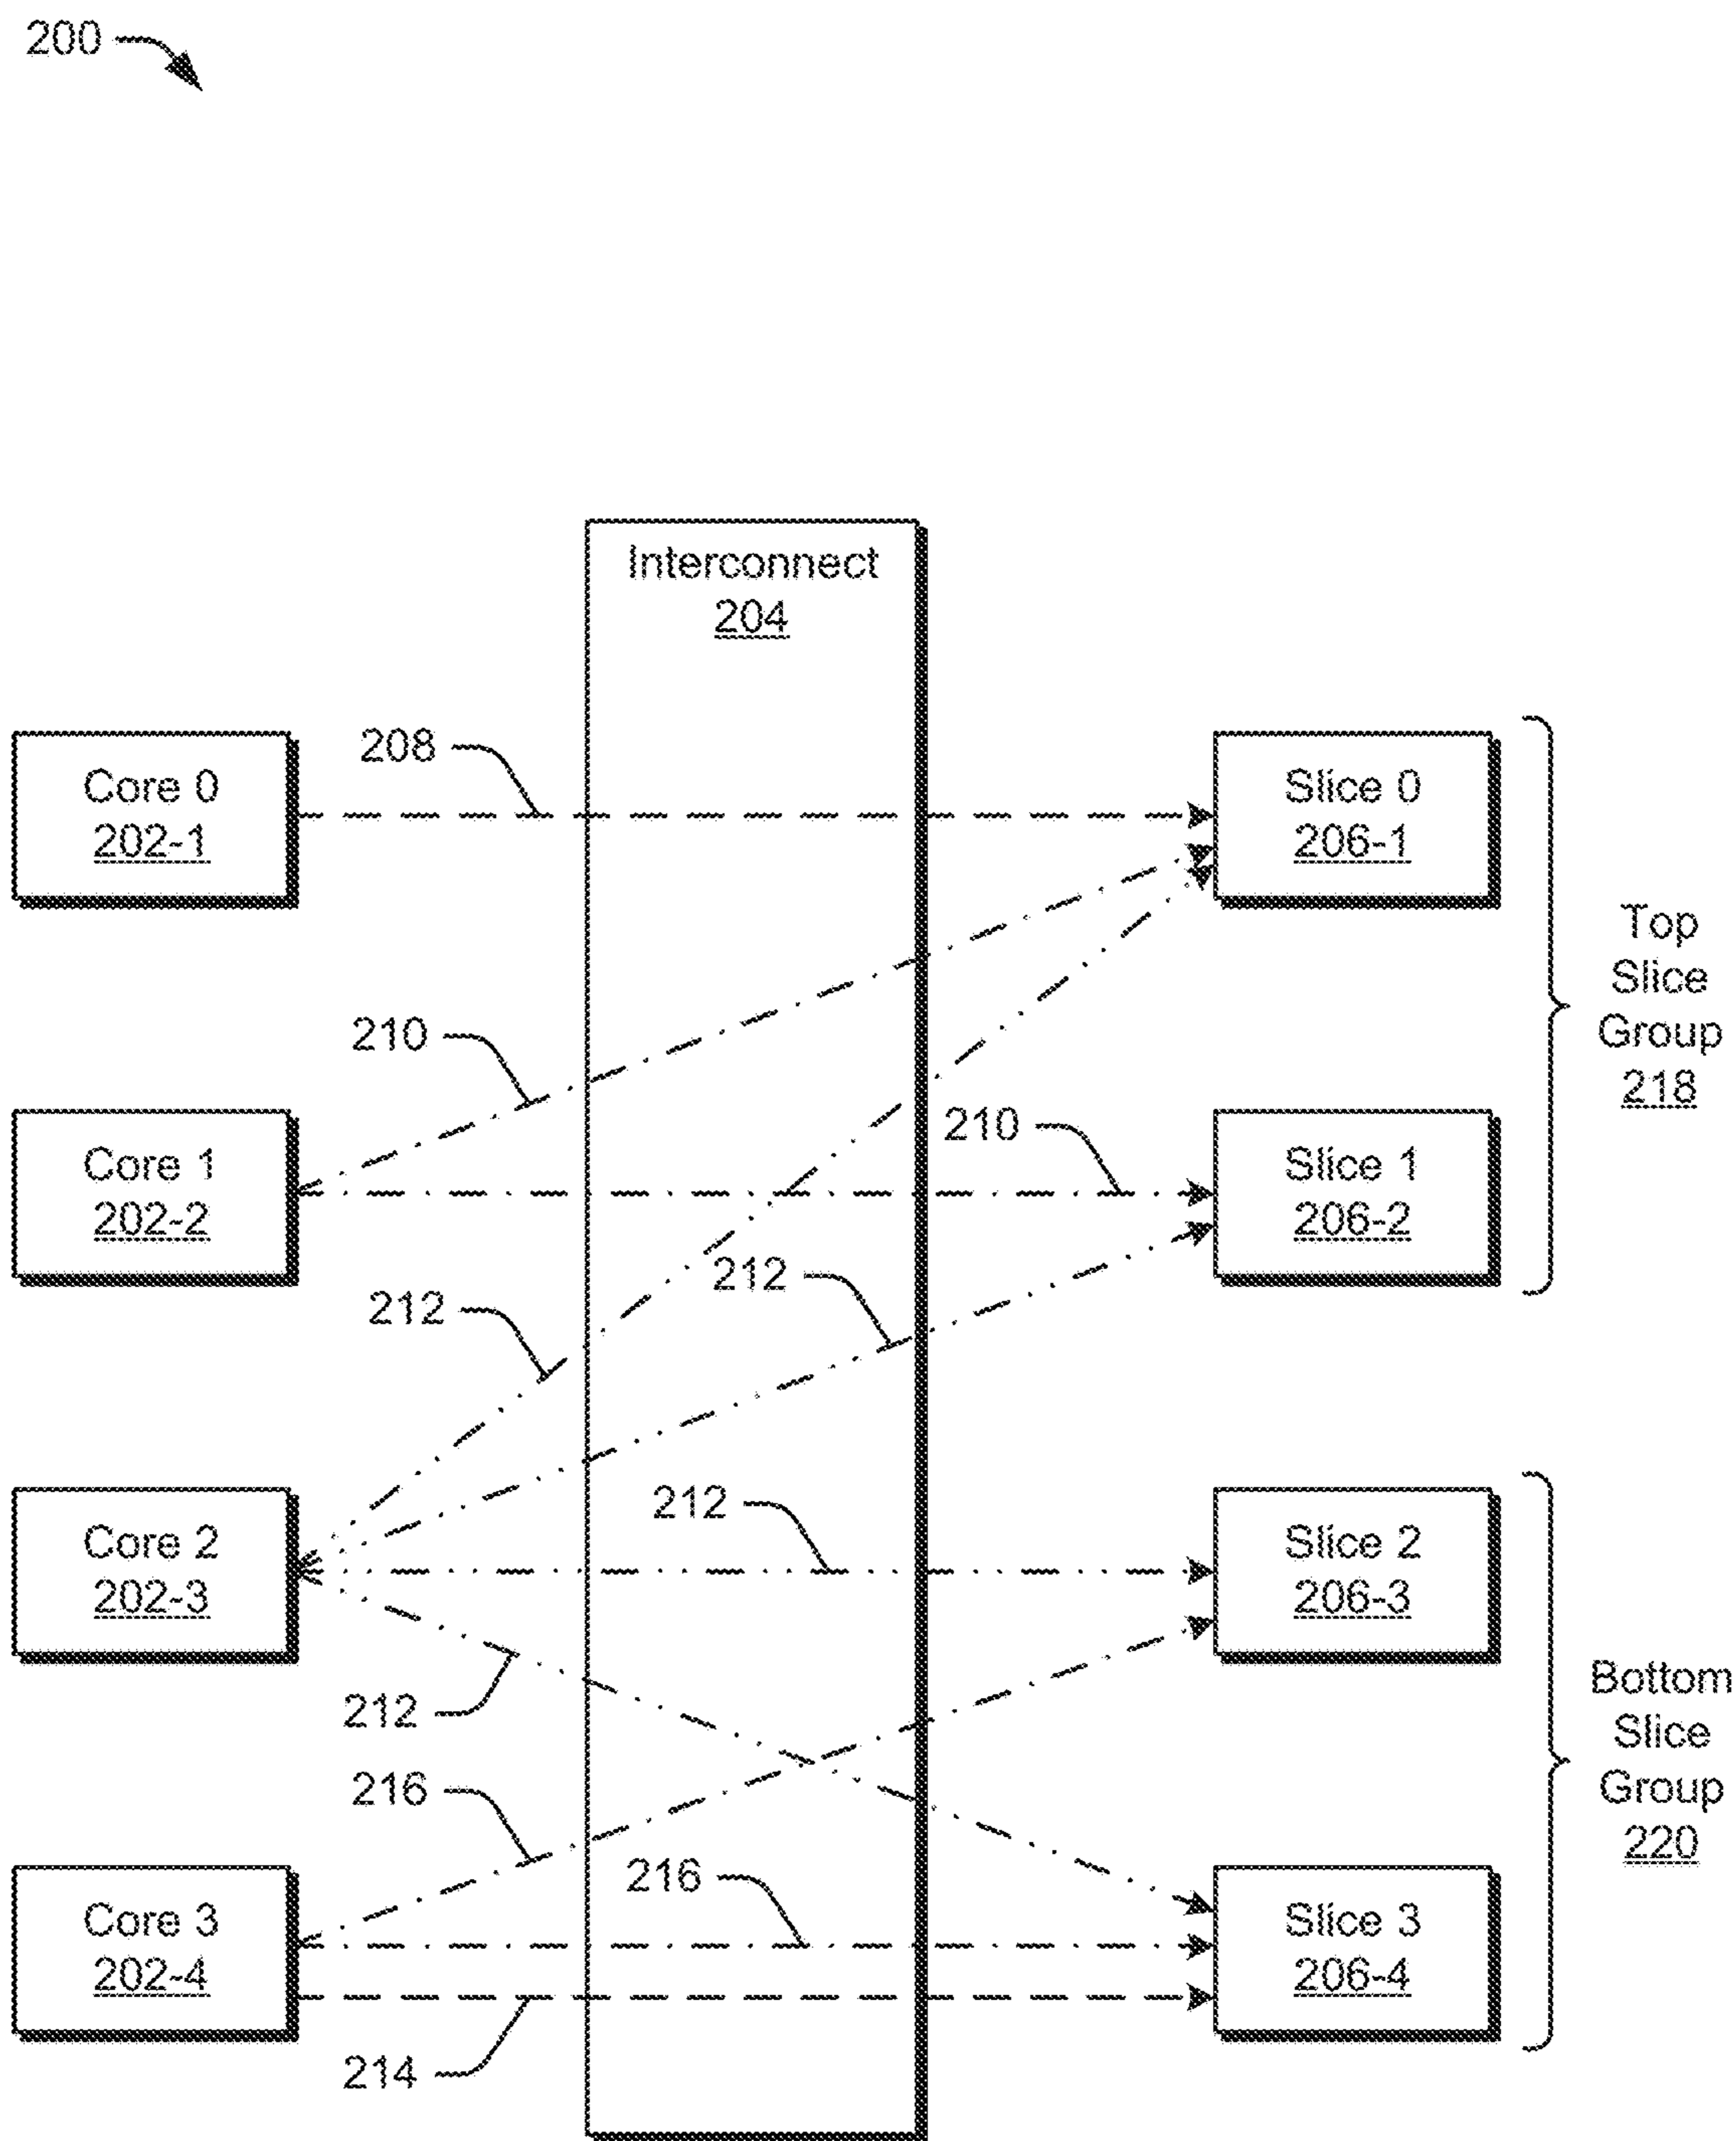 200
Interconnect
204
208
Core 0
202-1
Slice 0
206-1
Top
Slice
Group
218
210
210
Core 1
202-2
Slice 1
206-2
212
212
212
Core 2
202-3
Slice 2
206-3
212
Bottom
Slice
Group
220
216
216
Core 3
202-4
Slice 3
206-4
214